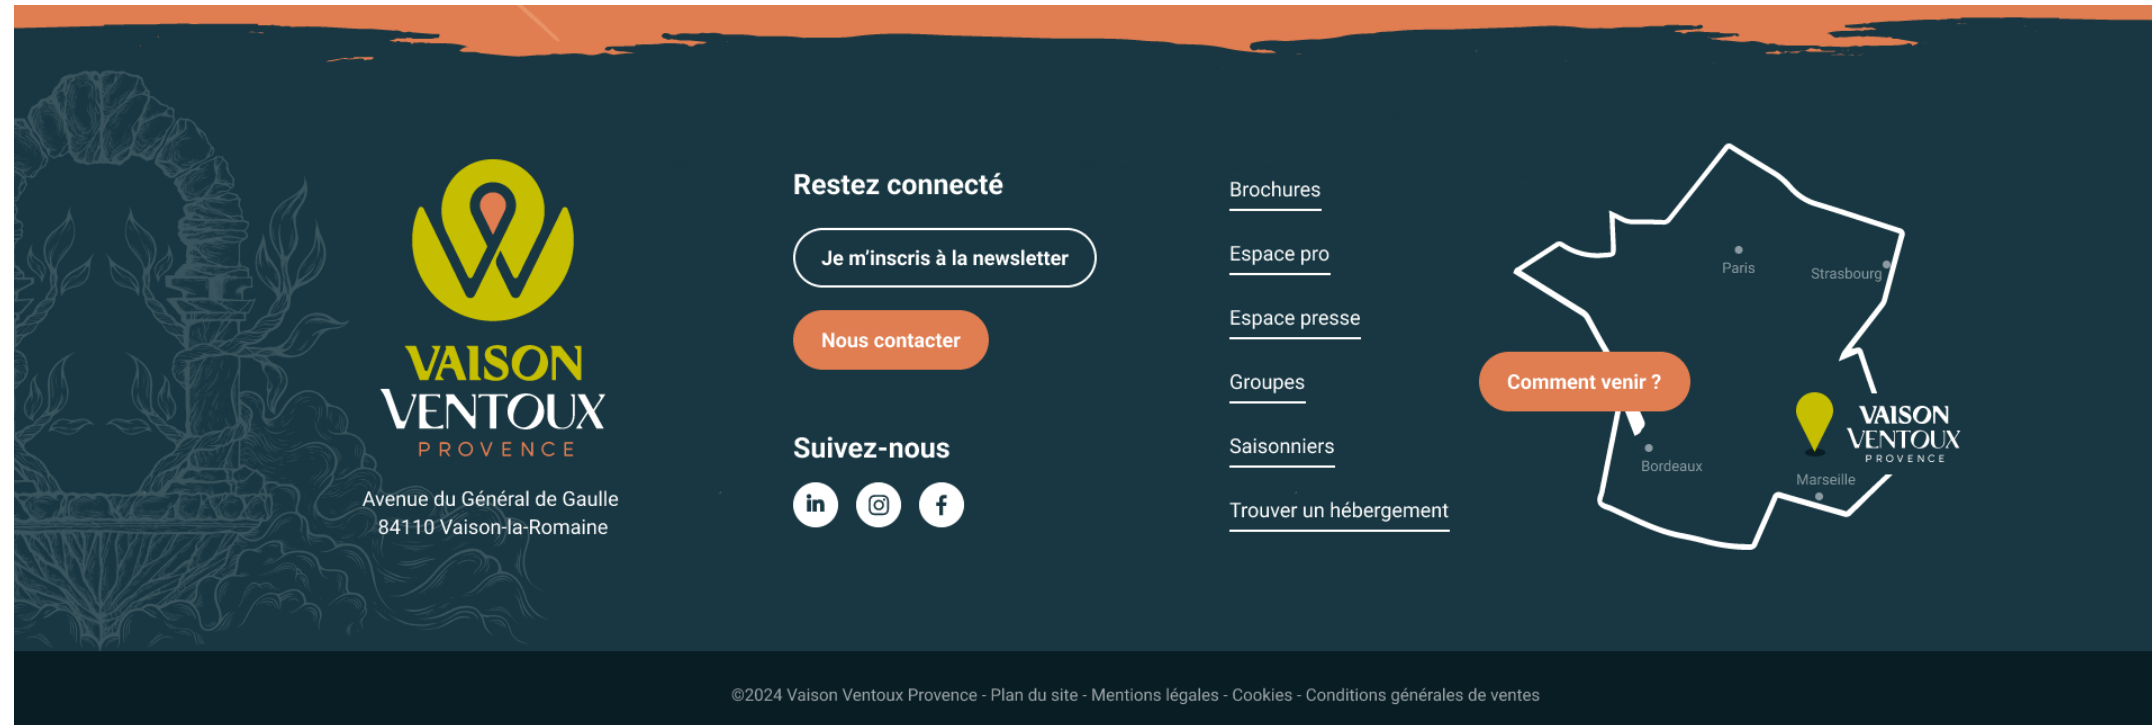 VAISON
VENTOUX
PROVENCE
Avenue du Général de Gaulle
84110 Vaison-la-Romaine
Restez connecté
Je m’inscris à la newsletter
Nous contacter
Suivez-nous
in
f
Brochures
Espace pro
Espace presse
Groupes
Saisonniers
Trouver un hébergement
Paris
Strasbourg
Comment venir ?
VAISON
VENTOUX
PROVENCE
Bordeaux
Marseille
©2024 Vaison Ventoux Provence - Plan du site - Mentions légales - Cookies - Conditions générales de ventes